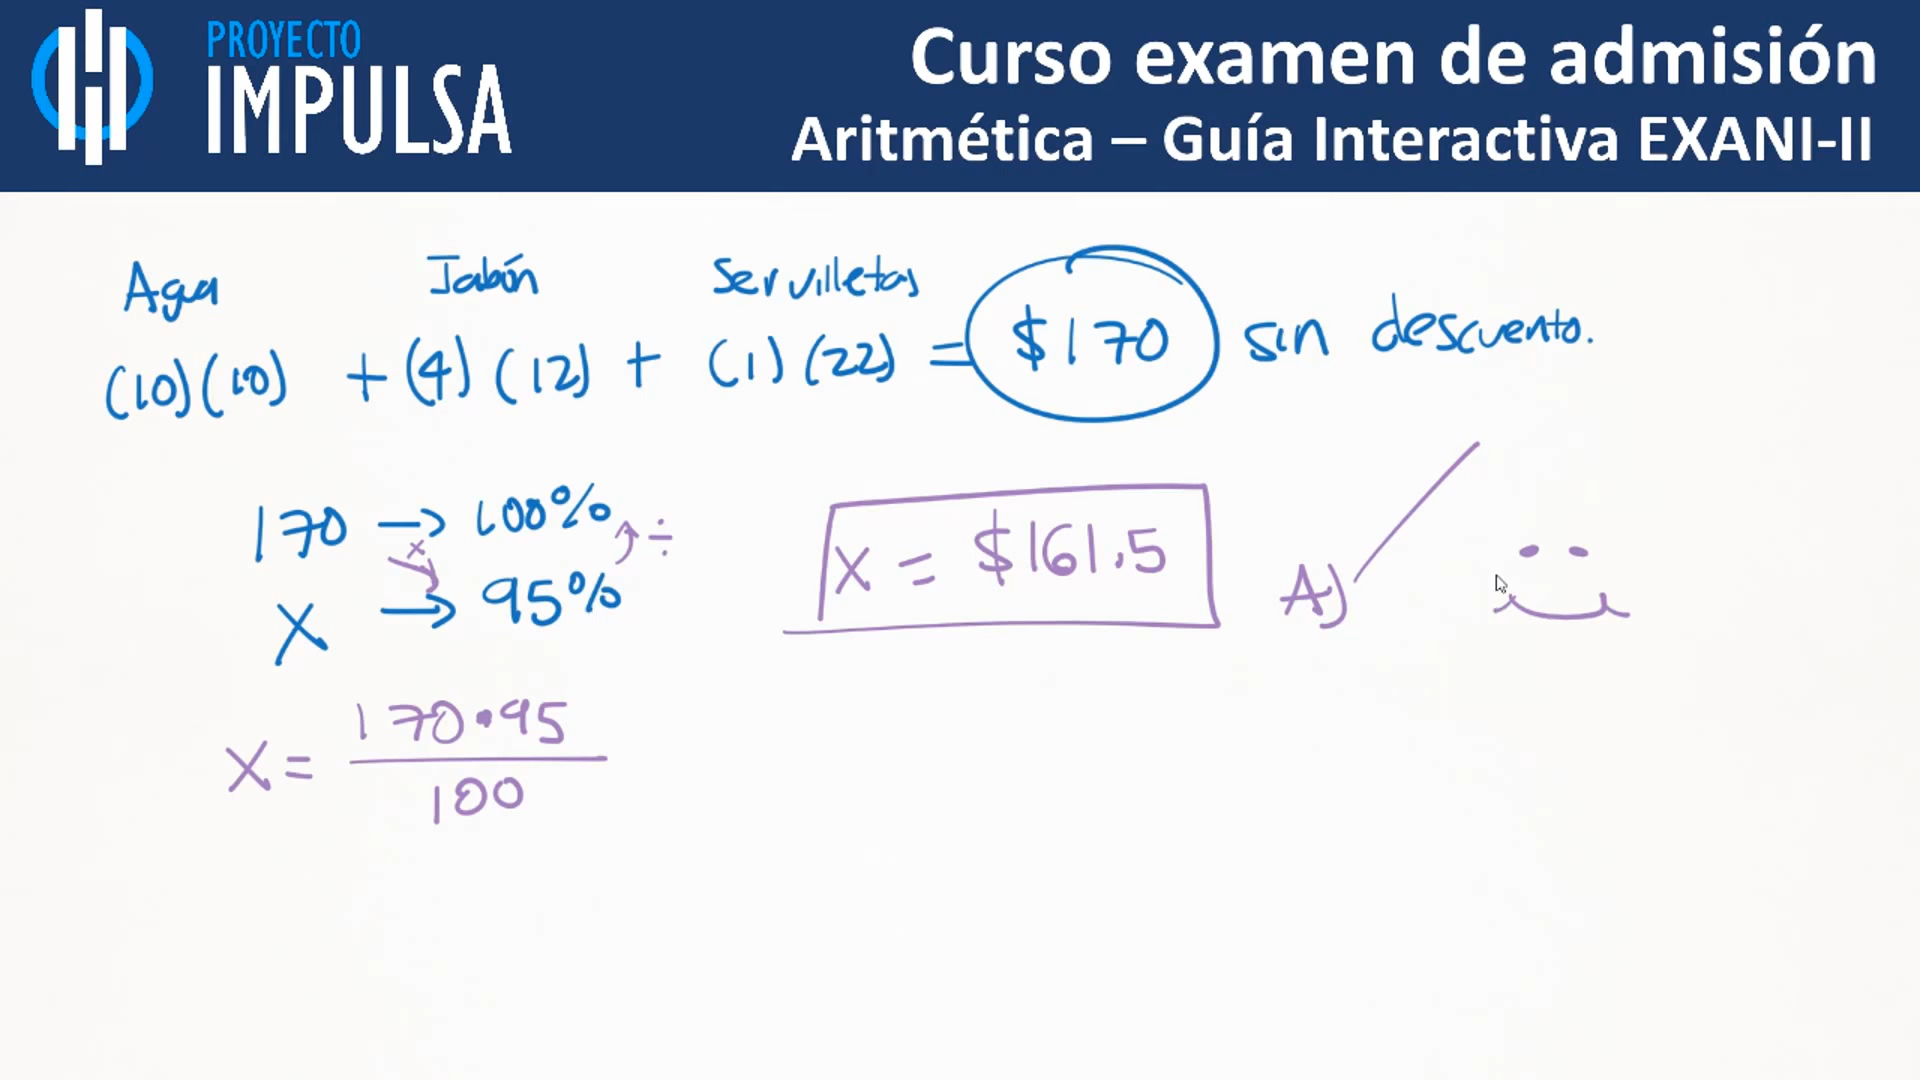 PROYECTO
IMPULSA
Curso examen de admisión
Aritmética – Guía Interactiva EXANI-II
Agua Jabón Servilletas
(10)(10) + (4)(12) + (1)(22) = $170 sin descuento.
170 → 100% ÷
x
X → 95%
X = $161.5 A)
X = 170·95
100